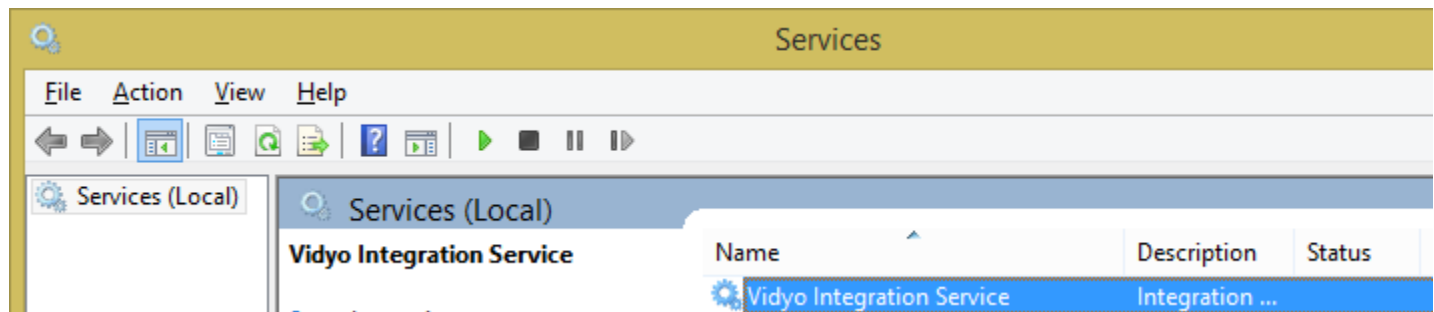 Services
File Action View Help
Services (Local)
Services (Local)
Vidyo Integration Service
Name Description Status
Vidyo Integration Service Integration ...